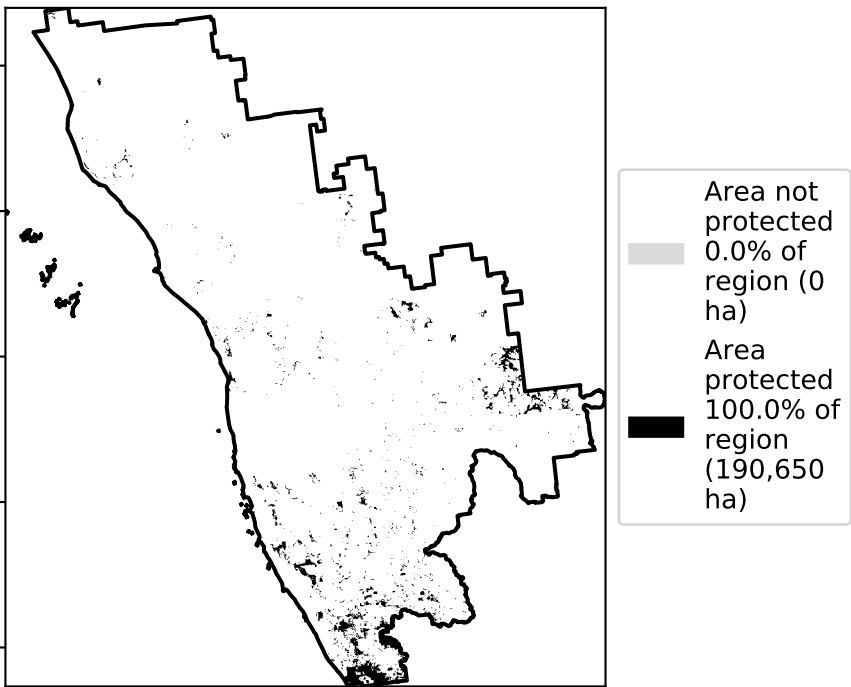 Area not
protected
0.0% of
region (0
ha)
Area
protected
100.0% of
region
(190,650
ha)